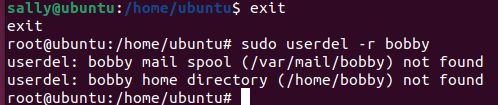 sally@ubuntu:/home/ubuntu$ exit
exit
root@ubuntu:/home/ubuntu# sudo userdel -r bobby
userdel: bobby mail spool (/var/mail/bobby) not found
userdel: bobby home directory (/home/bobby) not found
root@ubuntu:/home/ubuntu#